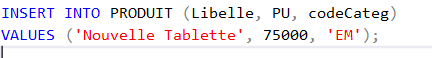 INSERT INTO PRODUIT (Libelle, PU, codeCateg)
VALUES ('Nouvelle Tablette', 75000, 'EM');